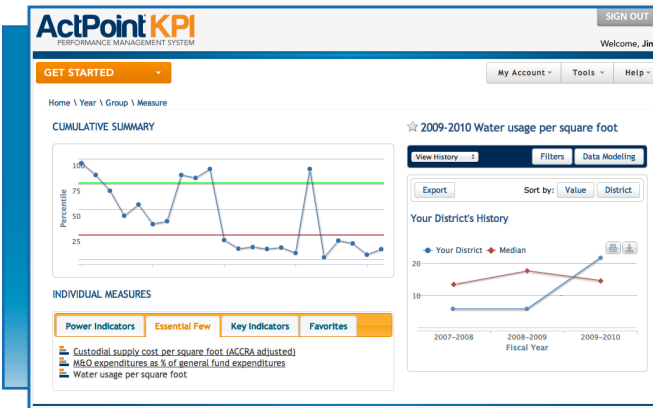 ActPoint KPI
PERFORMANCE MANAGEMENT SYSTEM
SIGN OUT
Welcome, Jim
GET STARTED
My Account
Tools
Help
Home \ Year \ Group \ Measure
CUMULATIVE SUMMARY
100
75
50
25
Percentile
INDIVIDUAL MEASURES
Power Indicators
Essential Few
Key Indicators
Favorites
Custodial supply cost per square foot (ACCRA adjusted)
M&O expenditures as % of general fund expenditures
Water usage per square foot
2009-2010 Water usage per square foot
View History
Filters
Data Modeling
Export
Sort by:
Value
District
Your District's History
Your District
Median
20
10
2007-2008
2008-2009
2009-2010
Fiscal Year